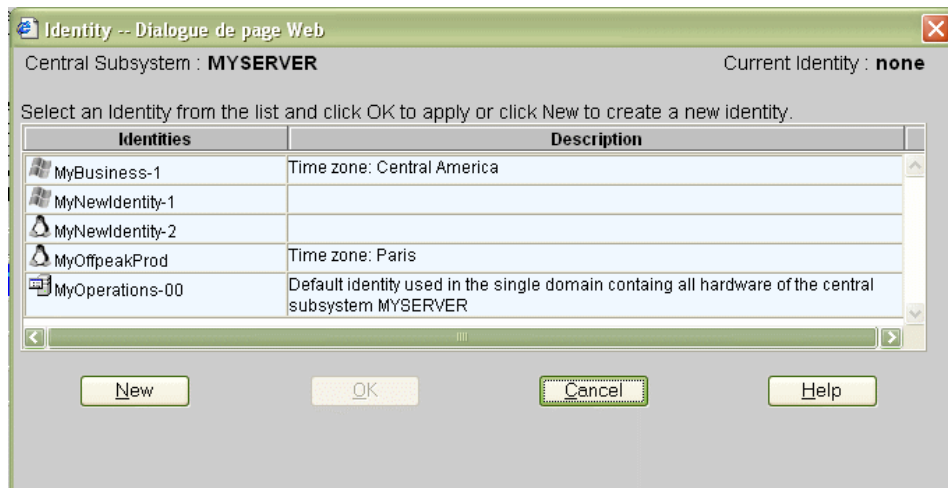 Identity -- Dialogue de page Web
Central Subsystem : MYSERVER Current Identity : none
Select an Identity from the list and click OK to apply or click New to create a new identity.
Identities Description
MyBusiness-1 Time zone: Central America
MyNewIdentity-1
MyNewIdentity-2
MyOffpeakProd Time zone: Paris
MyOperations-00 Default identity used in the single domain containg all hardware of the central
subsystem MYSERVER
New OK Cancel Help